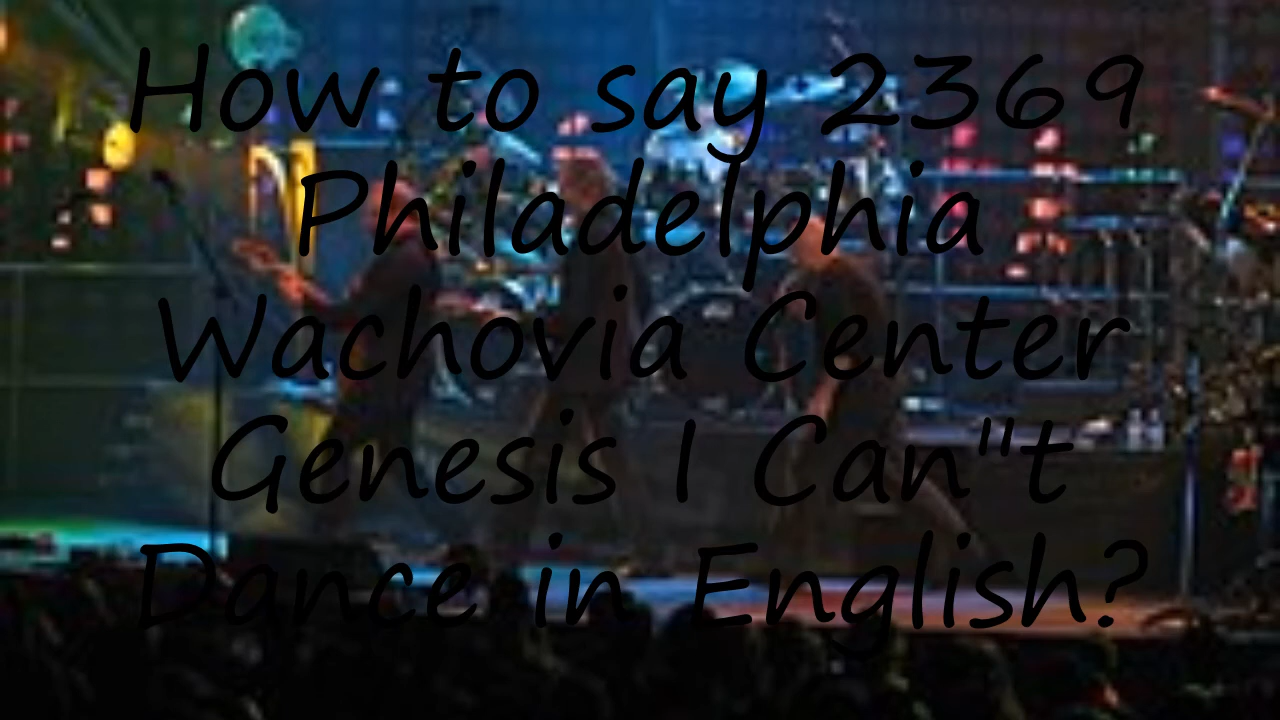 How to say 2369
Philadelphia
Wachovia Center
Genesis I Can"t
Dance in English?